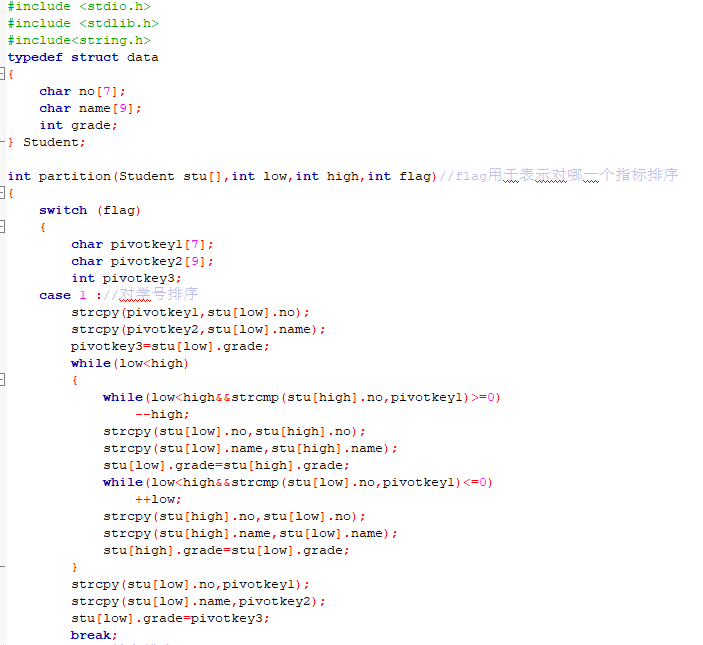 #include <stdio.h>
#include <stdlib.h>
#include<string.h>
typedef struct data
{
    char no[7];
    char name[9];
    int grade;
} Student;

int partition(Student stu[],int low,int high,int flag)//flag用于表示对哪一个指标排序
{
    switch (flag)
    {
        char pivotkey1[7];
        char pivotkey2[9];
        int pivotkey3;
    case 1 ://对学号排序
        strcpy(pivotkey1,stu[low].no);
        strcpy(pivotkey2,stu[low].name);
        pivotkey3=stu[low].grade;
        while(low<high)
        {
            while(low<high&&strcmp(stu[high].no,pivotkey1)>=0)
                --high;
            strcpy(stu[low].no,stu[high].no);
            strcpy(stu[low].name,stu[high].name);
            stu[low].grade=stu[high].grade;
            while(low<high&&strcmp(stu[low].no,pivotkey1)<=0)
                ++low;
            strcpy(stu[high].no,stu[low].no);
            strcpy(stu[high].name,stu[low].name);
            stu[high].grade=stu[low].grade;
        }
        strcpy(stu[low].no,pivotkey1);
        strcpy(stu[low].name,pivotkey2);
        stu[low].grade=pivotkey3;
        break;